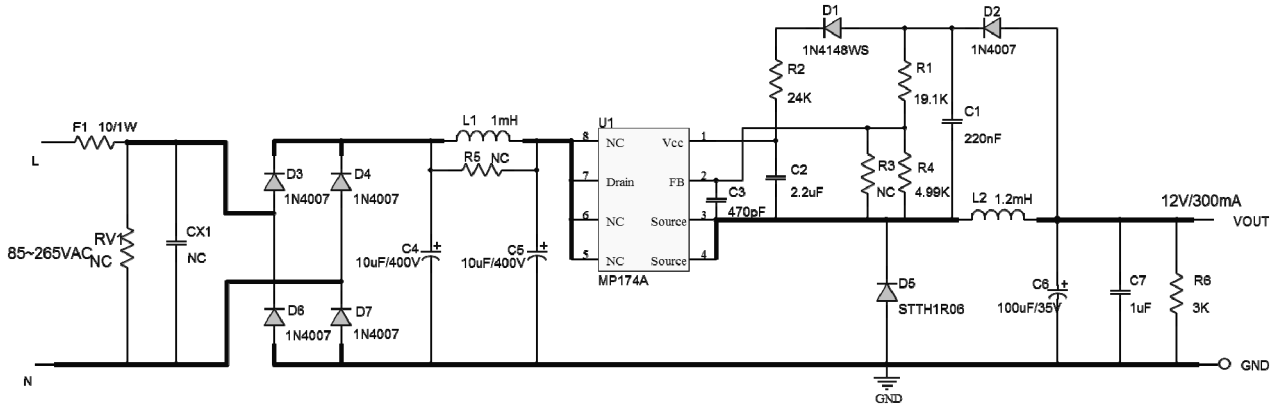 D1
1N4148WS
D2
1N4007
R2
24K
R1
19.1K
C1
220nF
F1 10/1W
L
L1 1mH
R5 NC
U1
8 NC
7 Drain
6 NC
5 NC
Vcc 1
FB 2
Source 3
Source 4
MP174A
C2
2.2uF
C3
470pF
R3
NC
R4
4.99K
L2 1.2mH
12V/300mA
VOUT
D3
1N4007
D4
1N4007
85~265VAC
RV1
NC
CX1
NC
C4
10uF/400V
C5
10uF/400V
D5
STTH1R06
C6
100uF/35V
C7
1uF
R6
3K
D6
1N4007
D7
1N4007
N
GND
GND